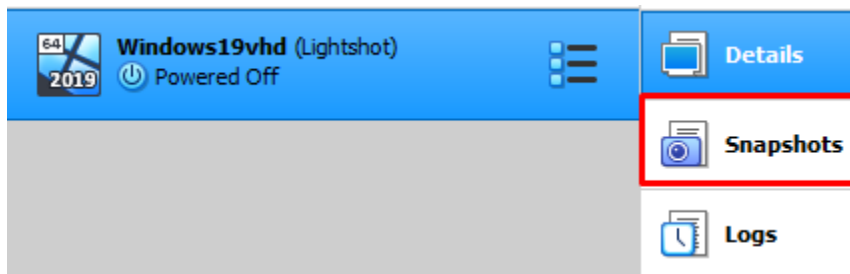 64
2019
Windows19vhd (Lightshot)
Powered Off
Details
Snapshots
Logs